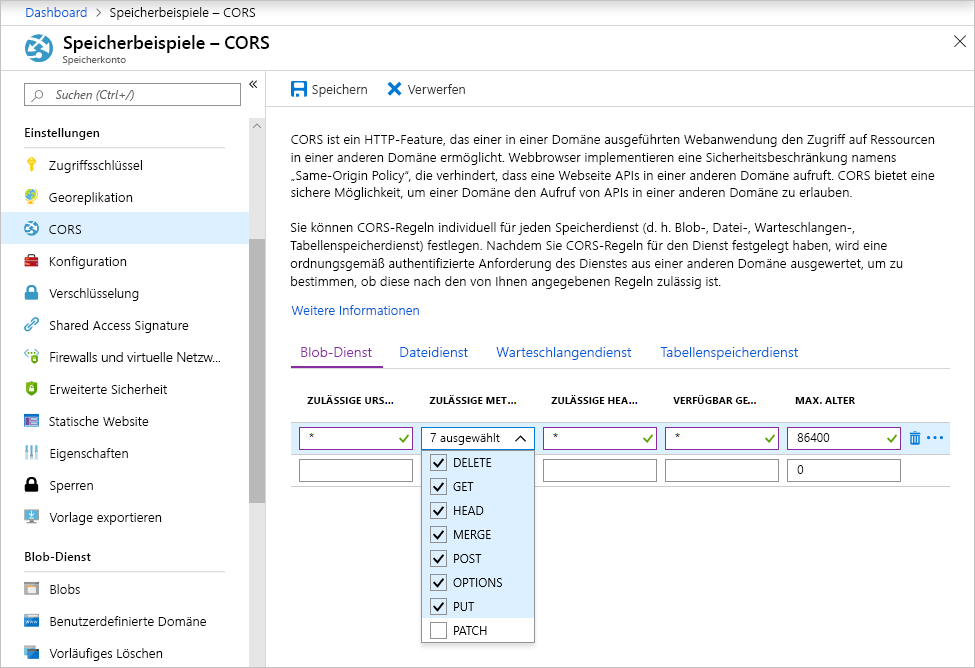 Dashboard > Speicherbeispiele – CORS
Speicherbeispiele – CORS
Speicherkonto
Suchen (Ctrl+/)
«
Einstellungen
Zugriffsschlüssel
Georeplikation
CORS
Konfiguration
Verschlüsselung
Shared Access Signature
Firewalls und virtuelle Netzw...
Erweiterte Sicherheit
Statische Website
Eigenschaften
Sperren
Vorlage exportieren
Blob-Dienst
Blobs
Benutzerdefinierte Domäne
Vorläufiges Löschen
Speichern Verwerfen
CORS ist ein HTTP-Feature, das einer in einer Domäne ausgeführten Webanwendung den Zugriff auf Ressourcen
in einer anderen Domäne ermöglicht. Webbrowser implementieren eine Sicherheitsbeschränkung namens
„Same-Origin Policy“, die verhindert, dass eine Webseite APIs in einer anderen Domäne aufruft. CORS bietet eine
sichere Möglichkeit, um einer Domäne den Aufruf von APIs in einer anderen Domäne zu erlauben.
Sie können CORS-Regeln individuell für jeden Speicherdienst (d. h. Blob-, Datei-, Warteschlangen-,
Tabellenspeicherdienst) festlegen. Nachdem Sie CORS-Regeln für den Dienst festgelegt haben, wird eine
ordnungsgemäß authentifizierte Anforderung des Dienstes aus einer anderen Domäne ausgewertet, um zu
bestimmen, ob diese nach den von Ihnen angegebenen Regeln zulässig ist.
Weitere Informationen
Blob-Dienst Dateidienst Warteschlangendienst Tabellenspeicherdienst
ZULÄSSIGE URS... ZULÄSSIGE MET... ZULÄSSIGE HEA... VERFÜGBAR GE... MAX. ALTER
* 7 ausgewählt * * 86400
0
DELETE
GET
HEAD
MERGE
POST
OPTIONS
PUT
PATCH